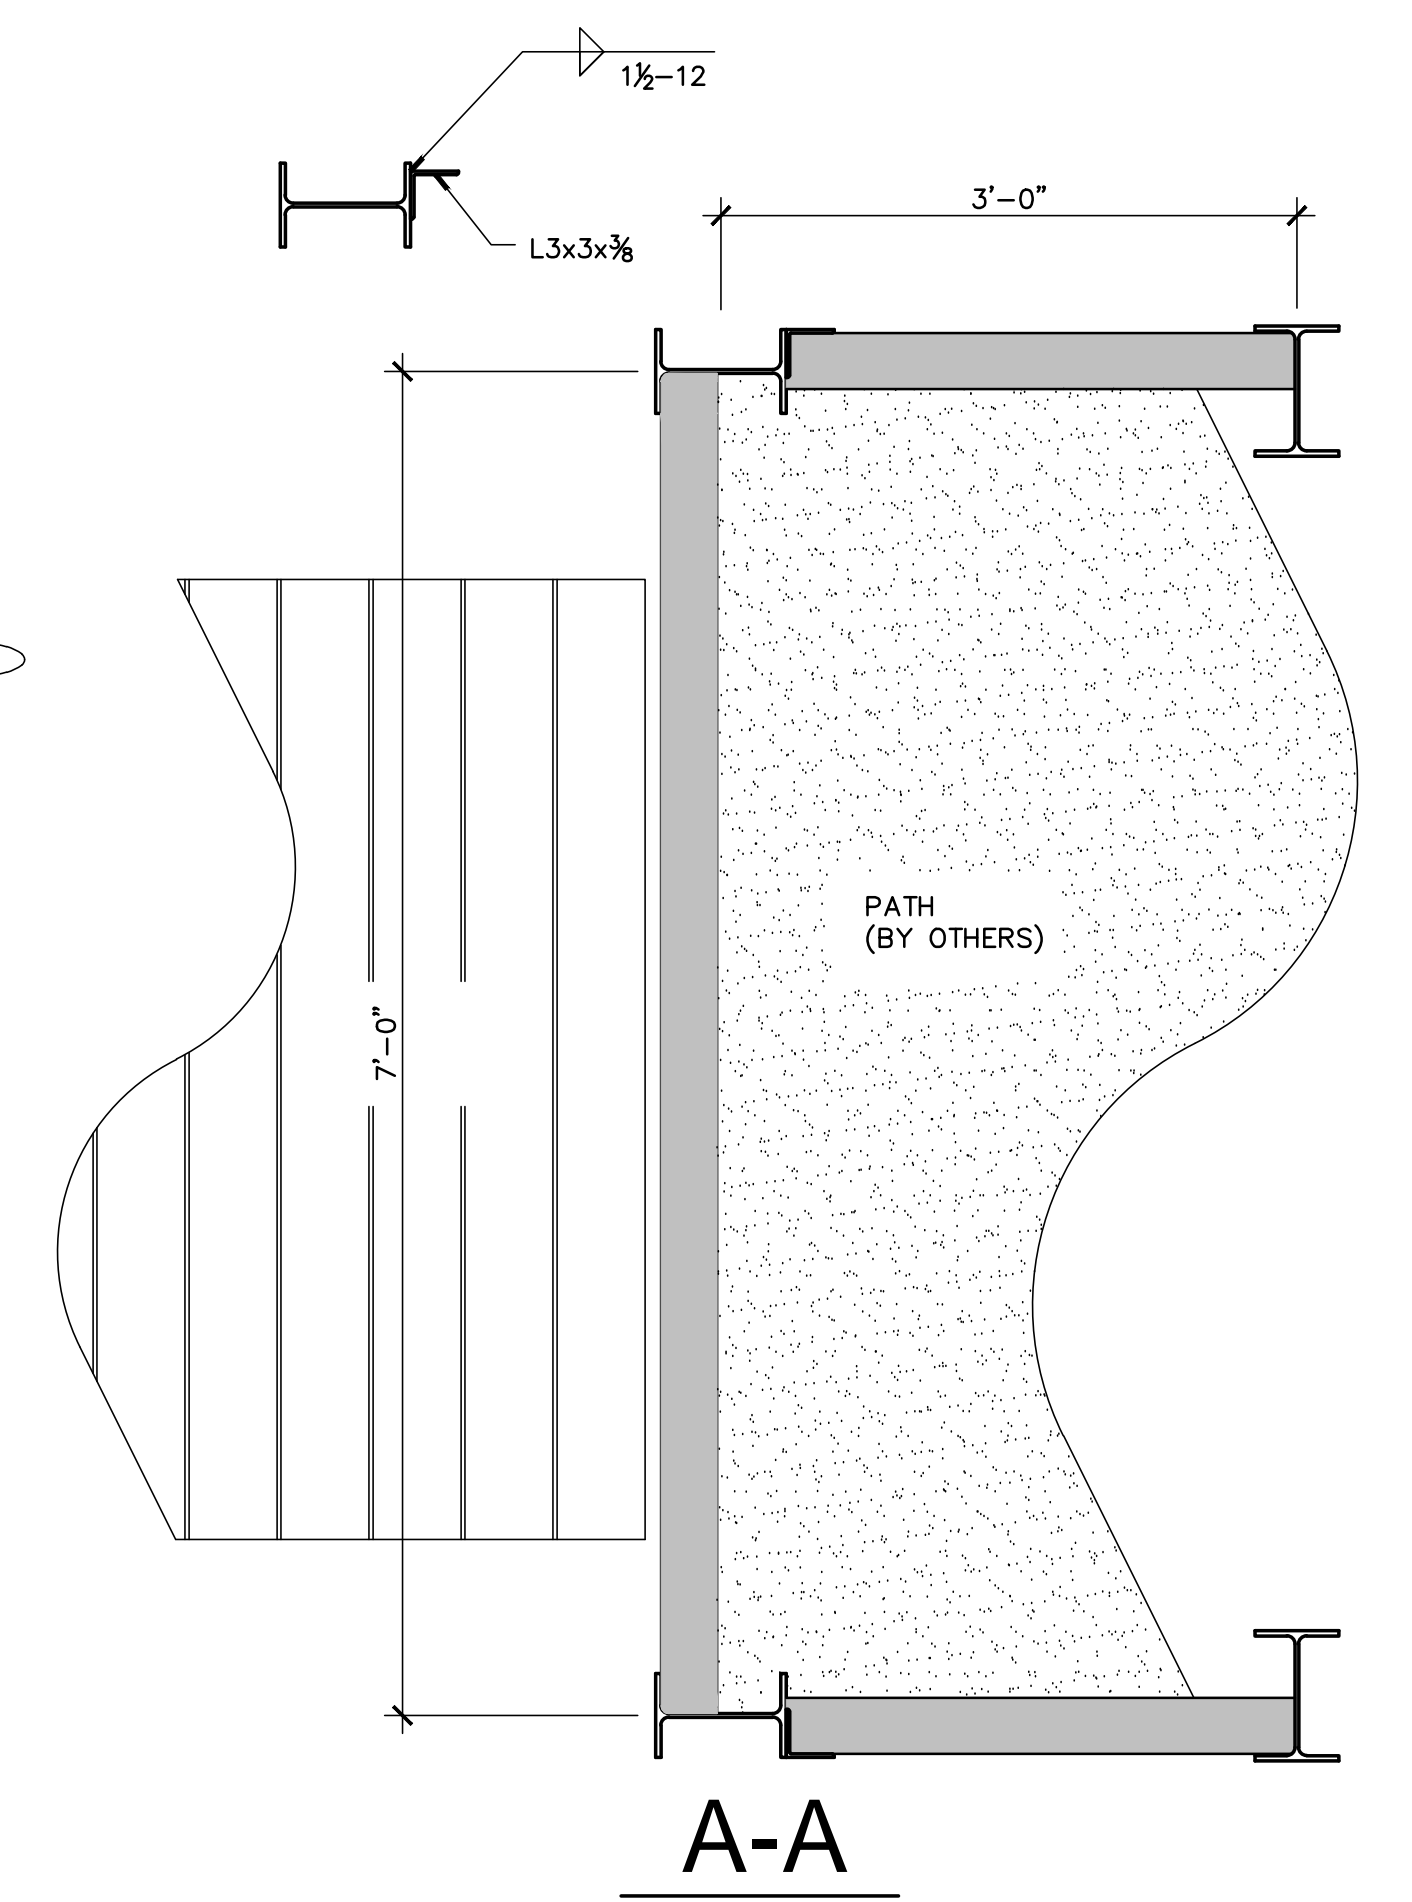 1½–12
L3x3x⅜
3'–0"
PATH
(BY OTHERS)
7'–0"
A-A